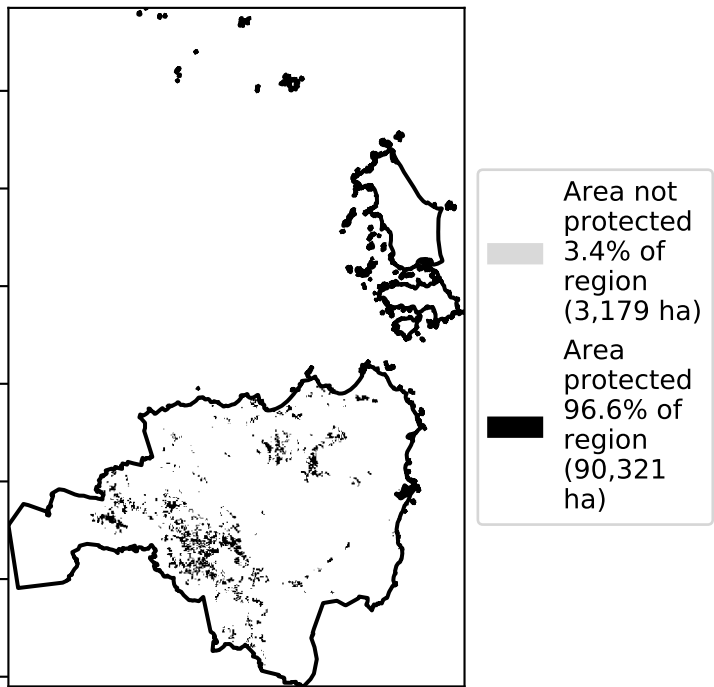 Area not
protected
3.4% of
region
(3,179 ha)
Area
protected
96.6% of
region
(90,321
ha)